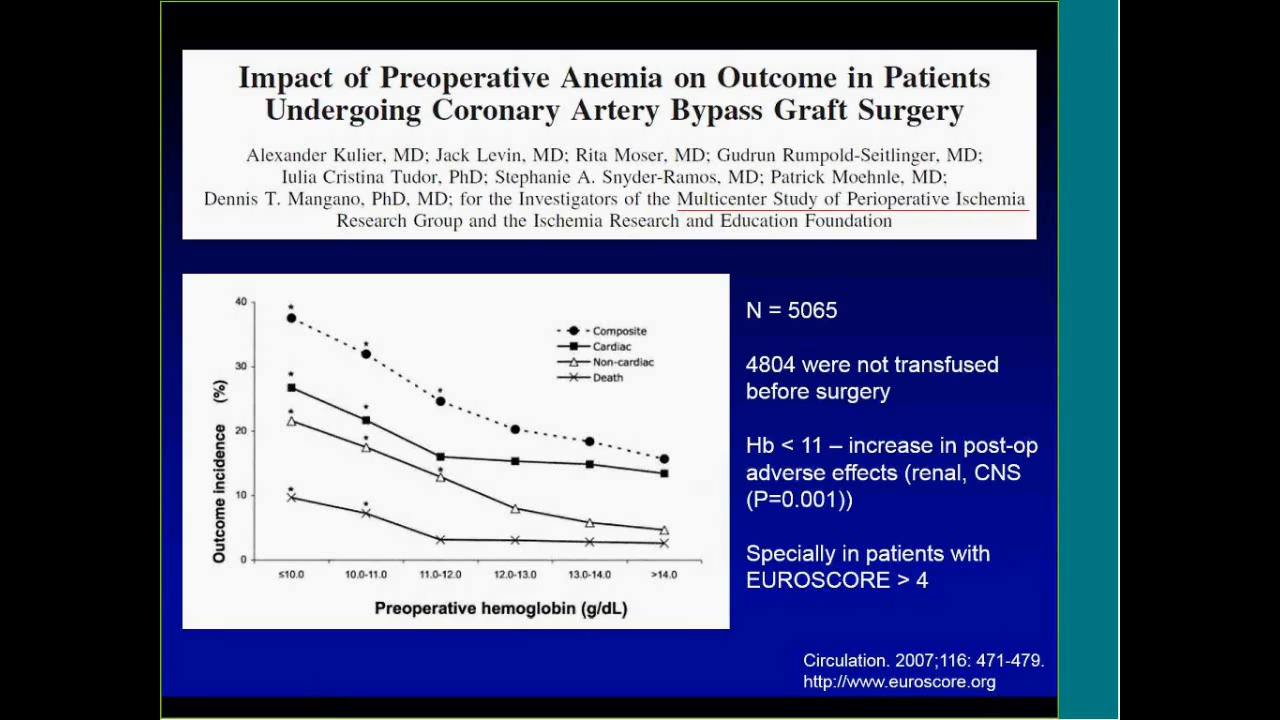 Impact of Preoperative Anemia on Outcome in Patients
Undergoing Coronary Artery Bypass Graft Surgery
Alexander Kulier, MD; Jack Levin, MD; Rita Moser, MD; Gudrun Rumpold-Seitlinger, MD;
Iulia Cristina Tudor, PhD; Stephanie A. Snyder-Ramos, MD; Patrick Moehnle, MD;
Dennis T. Mangano, PhD, MD; for the Investigators of the Multicenter Study of Perioperative Ischemia
Research Group and the Ischemia Research and Education Foundation
Outcome incidence (%)
40
30
20
10
0
Composite
Cardiac
Non-cardiac
Death
≤10.0 10.0-11.0 11.0-12.0 12.0-13.0 13.0-14.0 >14.0
Preoperative hemoglobin (g/dL)
N = 5065
4804 were not transfused
before surgery
Hb < 11 – increase in post-op
adverse effects (renal, CNS
(P=0.001))
Specially in patients with
EUROSCORE > 4
Circulation. 2007;116: 471-479.
http://www.euroscore.org